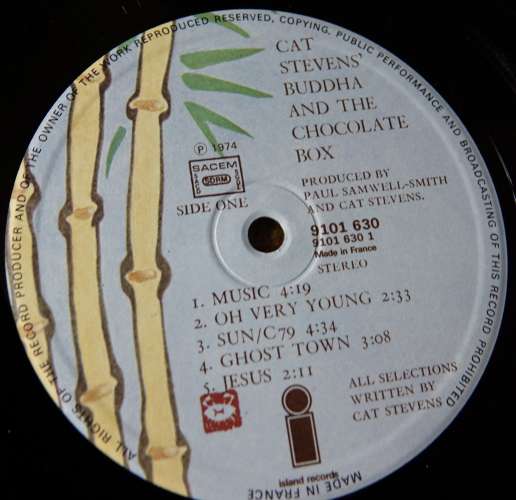 ALL RIGHTS OF THE RECORD PRODUCER AND OF THE OWNER OF THE WORK REPRODUCED RESERVED, COPYING, PUBLIC PERFORMANCE AND BROADCASTING OF THIS RECORD PROHIBITED
CAT
STEVENS'
BUDDHA
AND THE
CHOCOLATE
BOX
℗ 1974
SACEM
SDRM
SIDE ONE
PRODUCED BY
PAUL SAMWELL-SMITH
AND CAT STEVENS.
9101 630
9101 630 1
Made in France
STEREO
1. MUSIC 4:19
2. OH VERY YOUNG 2:33
3. SUN/C79 4:34
4. GHOST TOWN 3:08
5. JESUS 2:11
ALL SELECTIONS
WRITTEN BY
CAT STEVENS
island records
MADE IN FRANCE